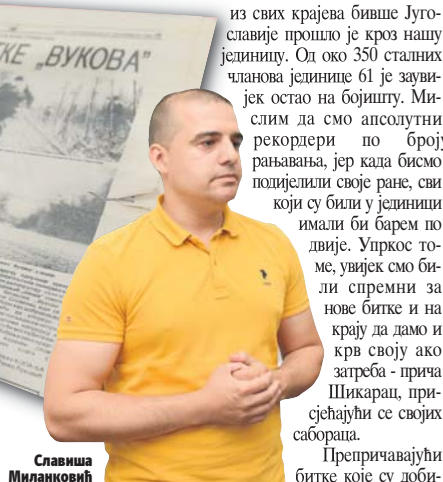 КЕ „ВУКОВА”
из свих крајева бивше Југо-
славије прошло је кроз нашу
јединицу. Од око 350 сталних
чланова јединице 61 је зауви-
јек остао на бојишту. Ми-
слим да смо апсолутни
рекордери по броју
рањавања, јер када бисмо
подијелили своје ране, сви
који су били у јединици
имали би барем по
двије. Упркос то-
ме, увијек смо би-
ли спремни за
нове битке и на
крају да дамо и
крв своју ако
затреба - прича
Шикарац, при-
сјећајући се својих
сабораца.
Препричавајући
битке које су доби-
Славиша
Миланковић